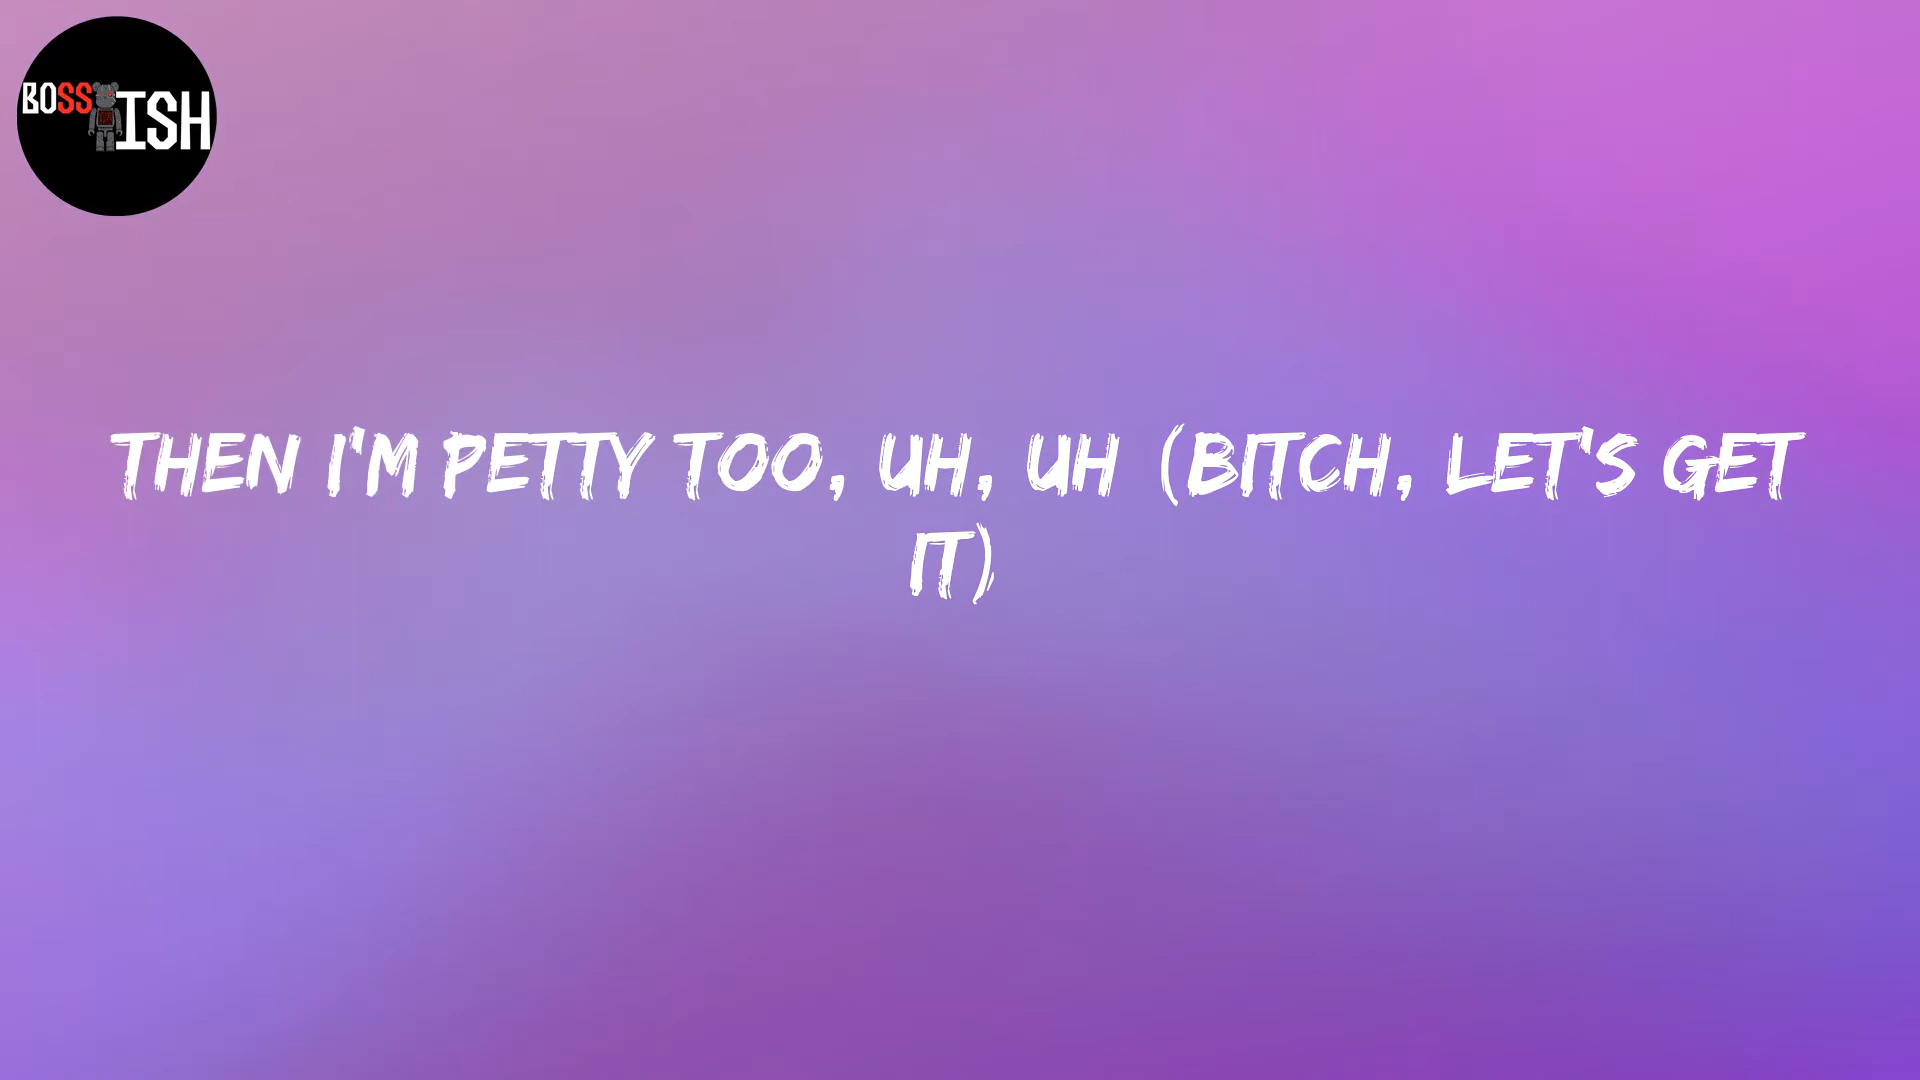 BOSS ISH
THEN I'M PETTY TOO, UH, UH (BITCH, LET'S GET
IT)